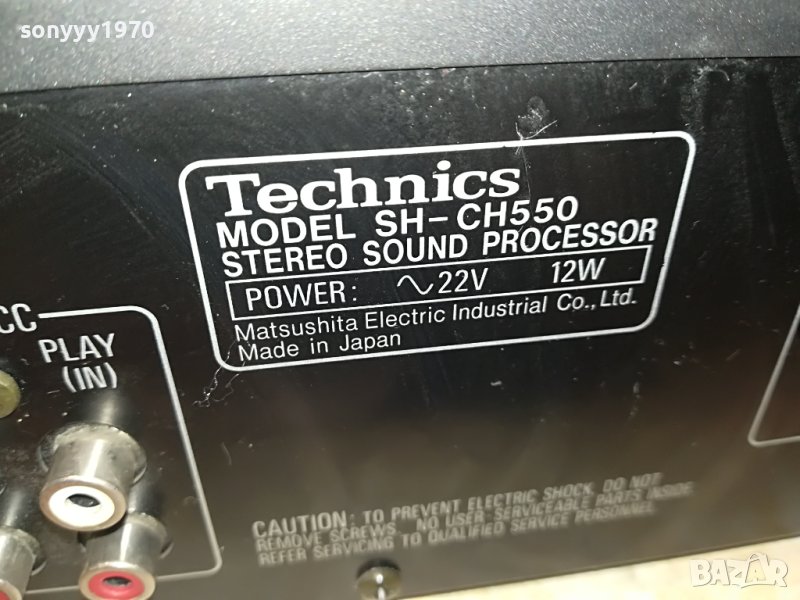 sonyyy1970
Technics
MODEL SH-CH550
STEREO SOUND PROCESSOR
POWER: ∿22V 12W
Matsushita Electric Industrial Co., Ltd.
Made in Japan
CC
PLAY
(IN)
CAUTION: TO PREVENT ELECTRIC SHOCK, DO NOT
REMOVE SCREWS. NO USER-SERVICEABLE PARTS INSIDE.
REFER SERVICING TO QUALIFIED SERVICE PERSONNEL.
BAZAR